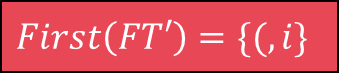 First(FT′) = {(, i}